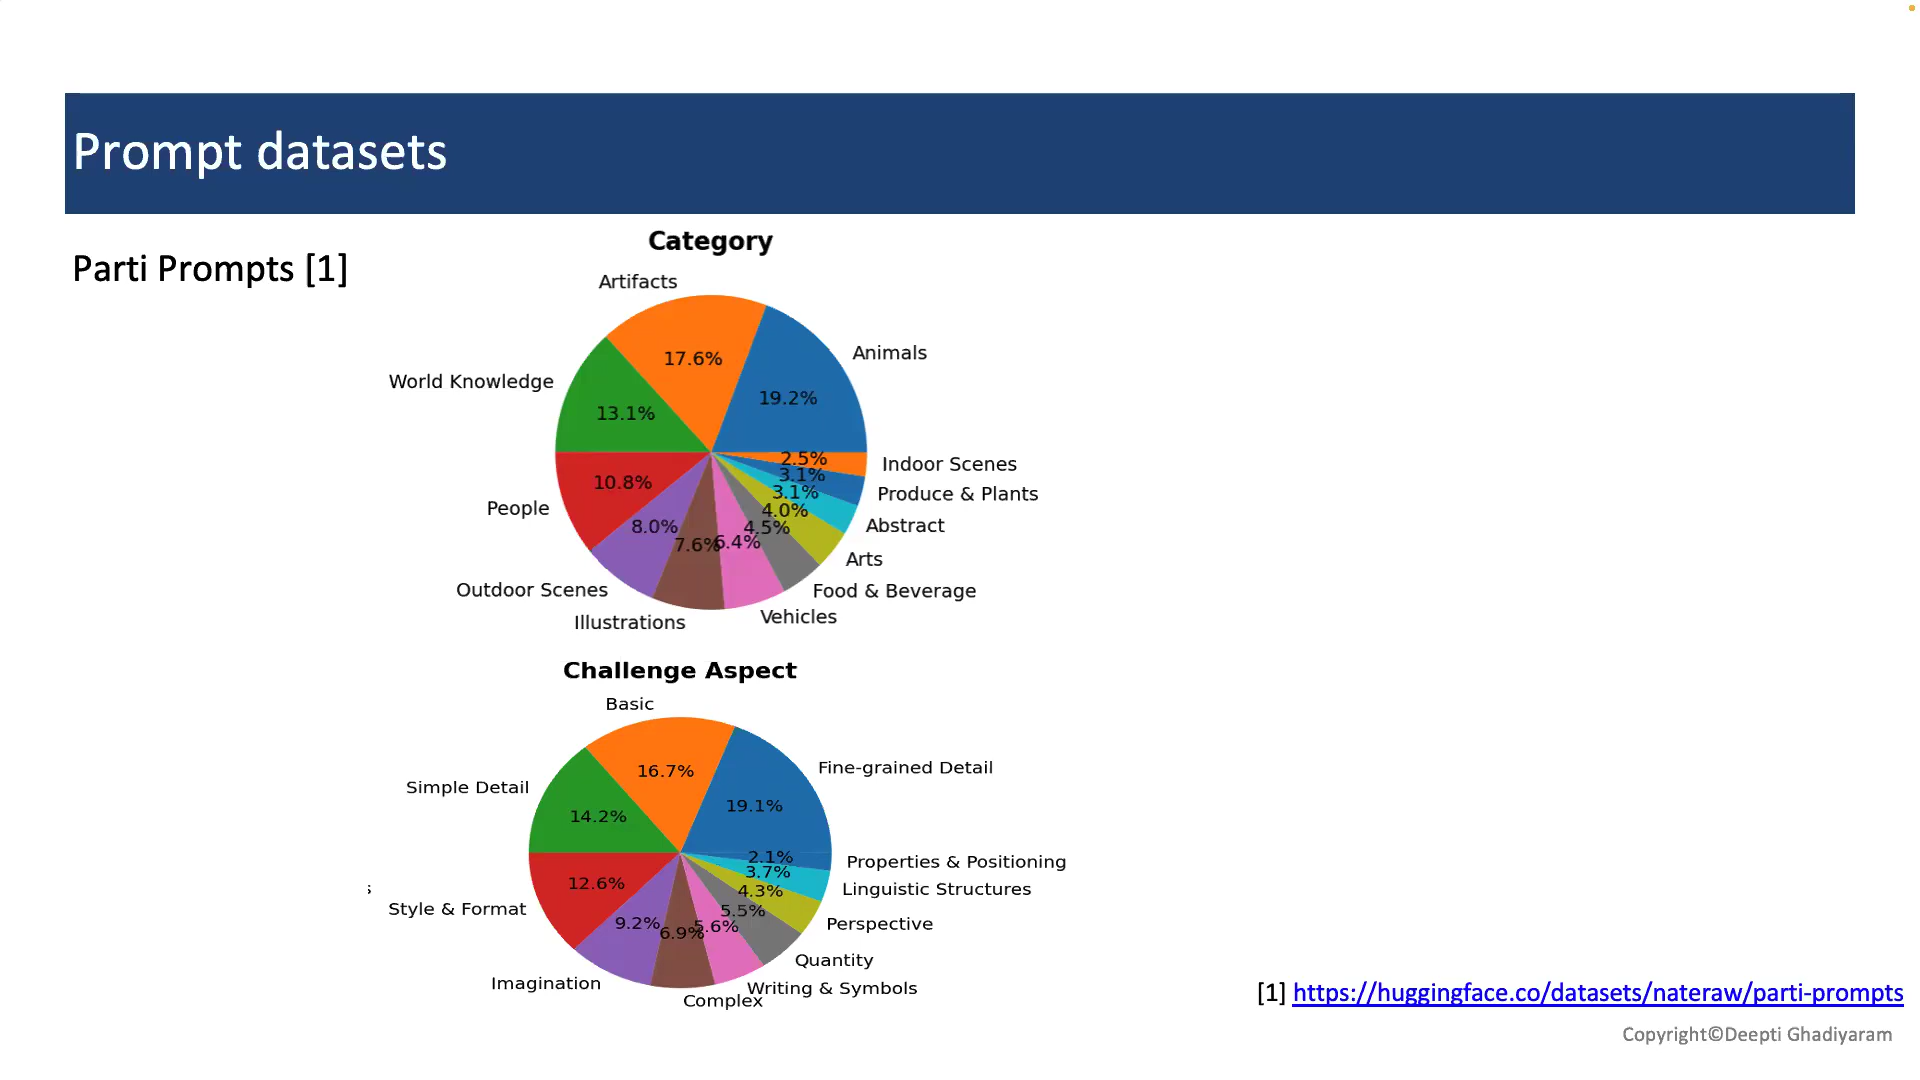 Prompt datasets
Parti Prompts [1]
Category
Artifacts
Animals
World Knowledge
People
Outdoor Scenes
Illustrations
Vehicles
Food & Beverage
Arts
Abstract
Produce & Plants
Indoor Scenes
17.6%
19.2%
13.1%
10.8%
8.0%
7.6%
6.4%
4.5%
4.0%
3.1%
3.1%
2.5%
Challenge Aspect
Basic
Fine-grained Detail
Simple Detail
s
Style & Format
Imagination
Complex
Writing & Symbols
Quantity
Perspective
Linguistic Structures
Properties & Positioning
16.7%
19.1%
14.2%
12.6%
9.2%
6.9%
5.6%
5.5%
4.3%
3.7%
2.1%
[1] https://huggingface.co/datasets/nateraw/parti-prompts
Copyright©Deepti Ghadiyaram